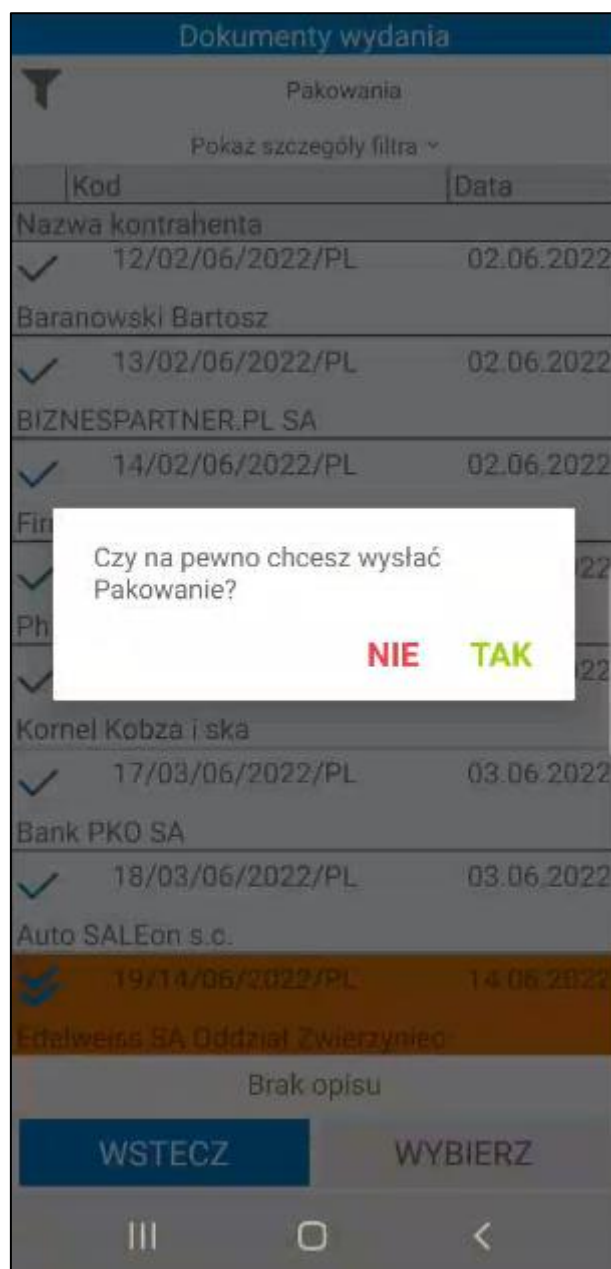 Dokumenty wydania
Pakowania
Pokaż szczegóły filtra
Kod Data
Nazwa kontrahenta
12/02/06/2022/PL 02.06.2022
Baranowski Bartosz
13/02/06/2022/PL 02.06.2022
BIZNESPARTNER.PL SA
14/02/06/2022/PL 02.06.2022
Czy na pewno chcesz wysłać
Pakowanie?
NIE TAK
Kornel Kobza i ska
17/03/06/2022/PL 03.06.2022
Bank PKO SA
18/03/06/2022/PL 03.06.2022
Auto SALEon s.c.
19/14/06/2022/PL 14.06.2022
Edelweiss SA Oddział Zwierzyniec
Brak opisu
WSTECZ WYBIERZ